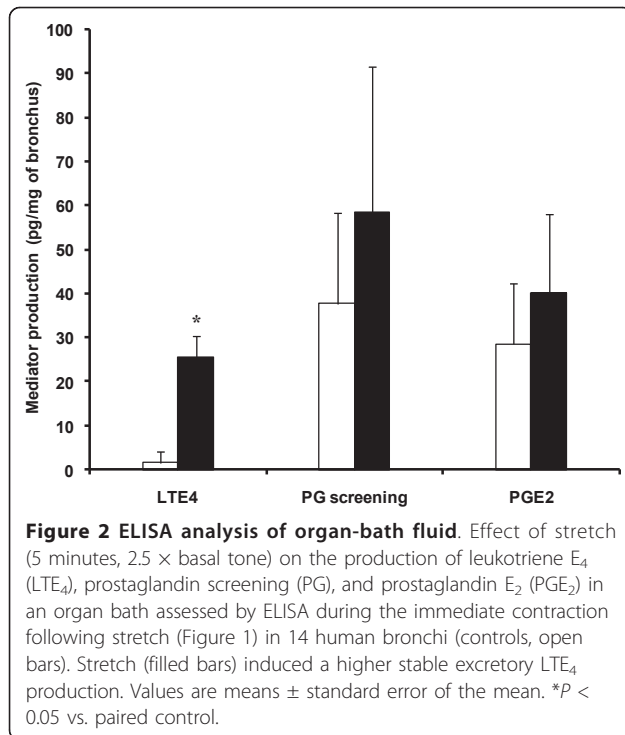 100
90
80
70
60
50
40
30
20
10
0
Mediator production (pg/mg of bronchus)
*
LTE4 PG screening PGE2
Figure 2 ELISA analysis of organ-bath fluid. Effect of stretch
(5 minutes, 2.5 × basal tone) on the production of leukotriene E4
(LTE4), prostaglandin screening (PG), and prostaglandin E2 (PGE2) in
an organ bath assessed by ELISA during the immediate contraction
following stretch (Figure 1) in 14 human bronchi (controls, open
bars). Stretch (filled bars) induced a higher stable excretory LTE4
production. Values are means ± standard error of the mean. *P <
0.05 vs. paired control.